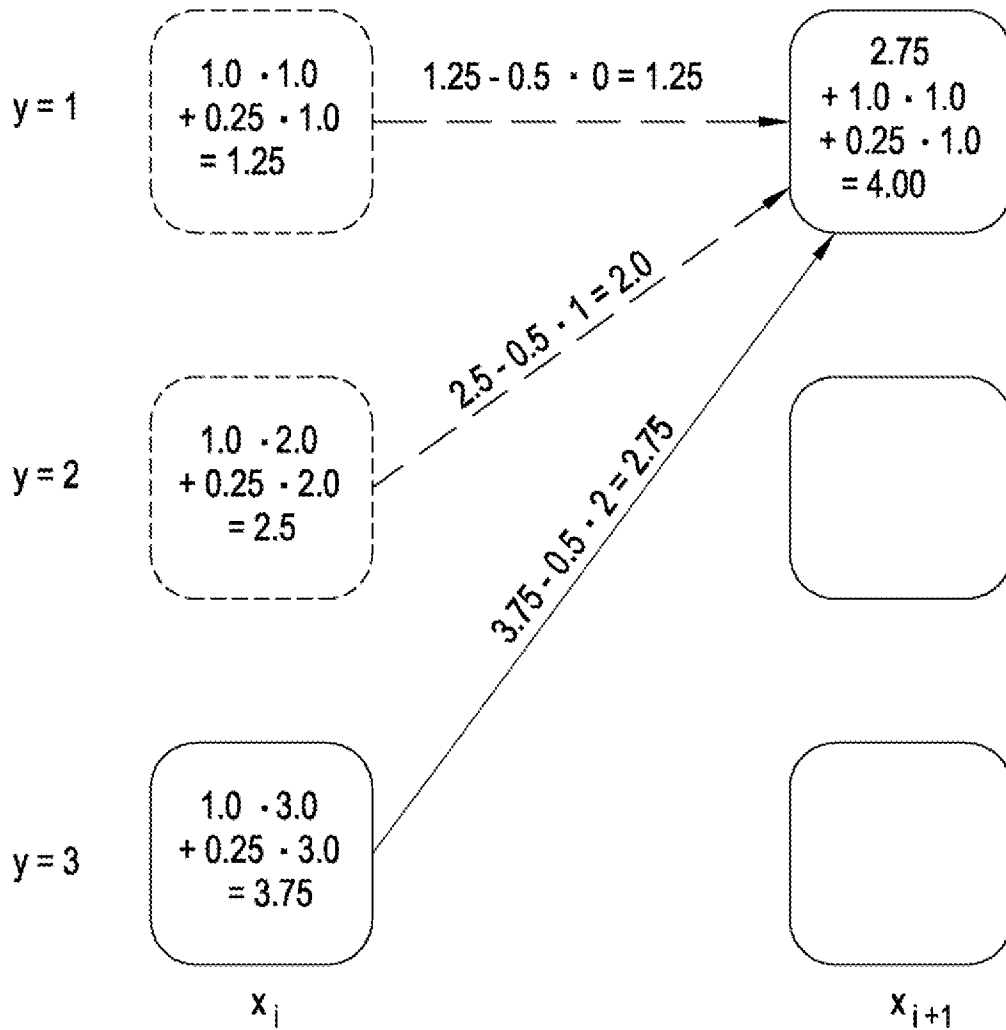 y = 1
1.0 · 1.0
+ 0.25 · 1.0
= 1.25
1.25 - 0.5 · 0 = 1.25
2.75
+ 1.0 · 1.0
+ 0.25 · 1.0
= 4.00
2.5 - 0.5 · 1 = 2.0
y = 2
1.0 · 2.0
+ 0.25 · 2.0
= 2.5
3.75 - 0.5 · 2 = 2.75
y = 3
1.0 · 3.0
+ 0.25 · 3.0
= 3.75
x i
x i+1